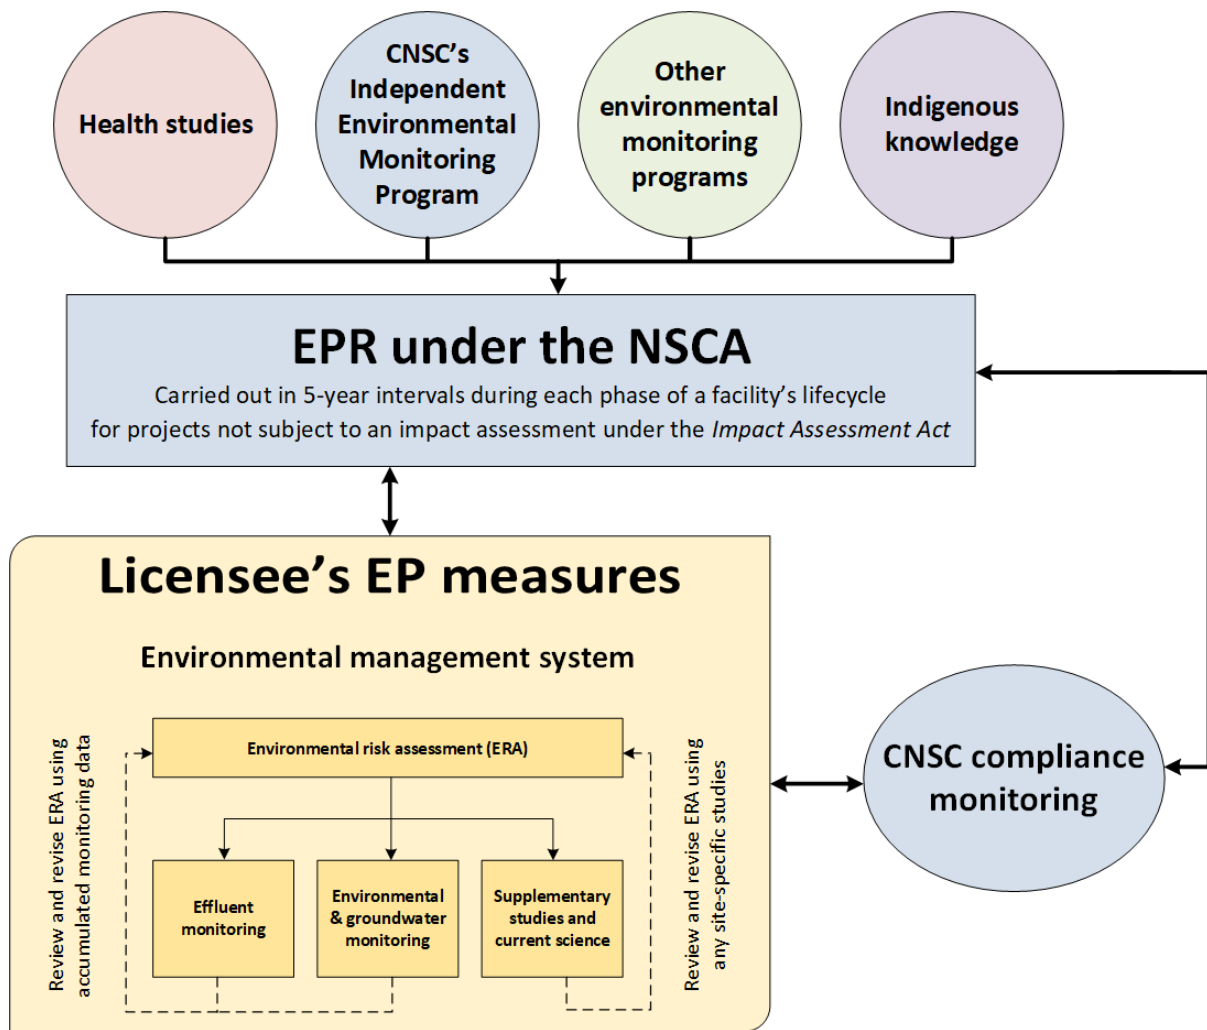 Health studies
CNSC's
Independent
Environmental
Monitoring
Program
Other
environmental
monitoring
programs
Indigenous
knowledge
EPR under the NSCA
Carried out in 5-year intervals during each phase of a facility's lifecycle
for projects not subject to an impact assessment under the Impact Assessment Act
Licensee's EP measures
Environmental management system
Review and revise ERA using
accumulated monitoring data
Environmental risk assessment (ERA)
Effluent
monitoring
Environmental
& groundwater
monitoring
Supplementary
studies and
current science
Review and revise ERA using
any site-specific studies
CNSC compliance
monitoring